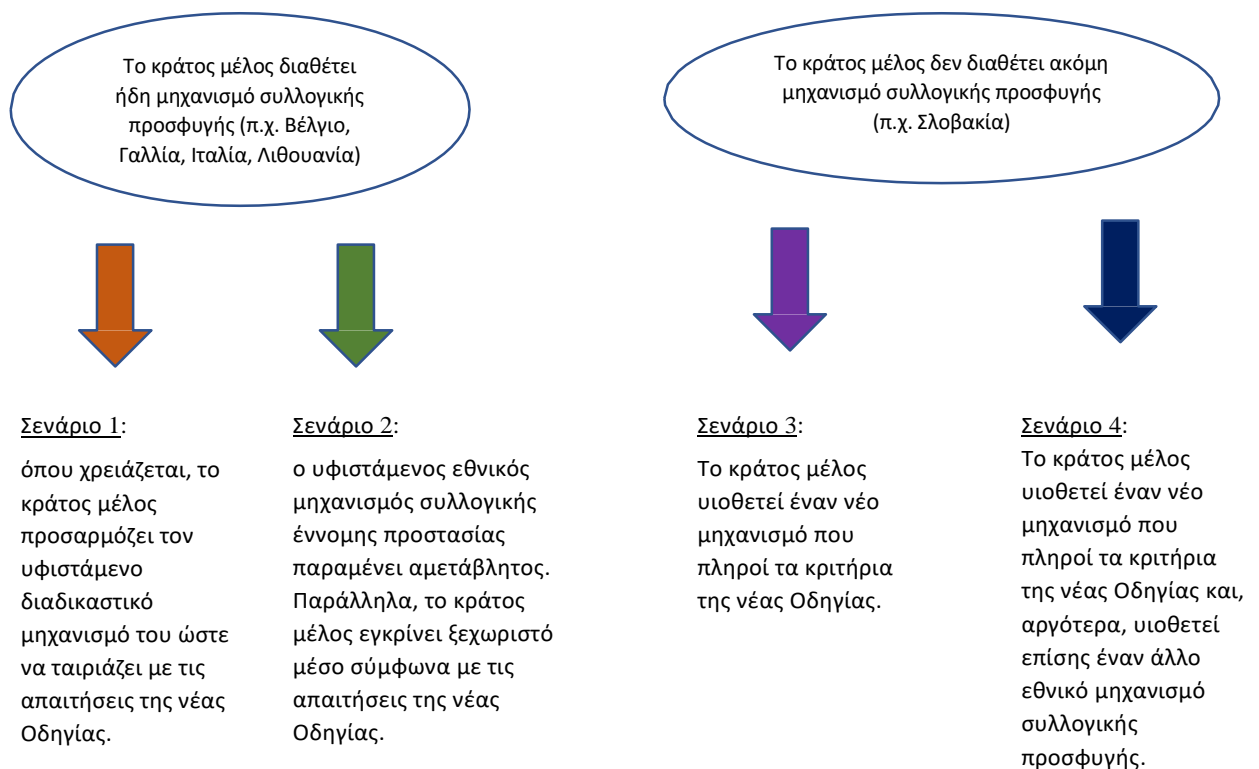 Το κράτος μέλος διαθέτει
ήδη μηχανισμό συλλογικής
προσφυγής (π.χ. Βέλγιο,
Γαλλία, Ιταλία, Λιθουανία)
Το κράτος μέλος δεν διαθέτει ακόμη
μηχανισμό συλλογικής προσφυγής
(π.χ. Σλοβακία)
Σενάριο 1:
όπου χρειάζεται, το
κράτος μέλος
προσαρμόζει τον
υφιστάμενο
διαδικαστικό
μηχανισμό του ώστε
να ταιριάζει με τις
απαιτήσεις της νέας
Οδηγίας.
Σενάριο 2:
ο υφιστάμενος εθνικός
μηχανισμός συλλογικής
έννομης προστασίας
παραμένει αμετάβλητος.
Παράλληλα, το κράτος
μέλος εγκρίνει ξεχωριστό
μέσο σύμφωνα με τις
απαιτήσεις της νέας
Οδηγίας.
Σενάριο 3:
Το κράτος μέλος
υιοθετεί έναν νέο
μηχανισμό που
πληροί τα κριτήρια
της νέας Οδηγίας.
Σενάριο 4:
Το κράτος μέλος
υιοθετεί έναν νέο
μηχανισμό που
πληροί τα κριτήρια
της νέας Οδηγίας και,
αργότερα, υιοθετεί
επίσης έναν άλλο
εθνικό μηχανισμό
συλλογικής
προσφυγής.